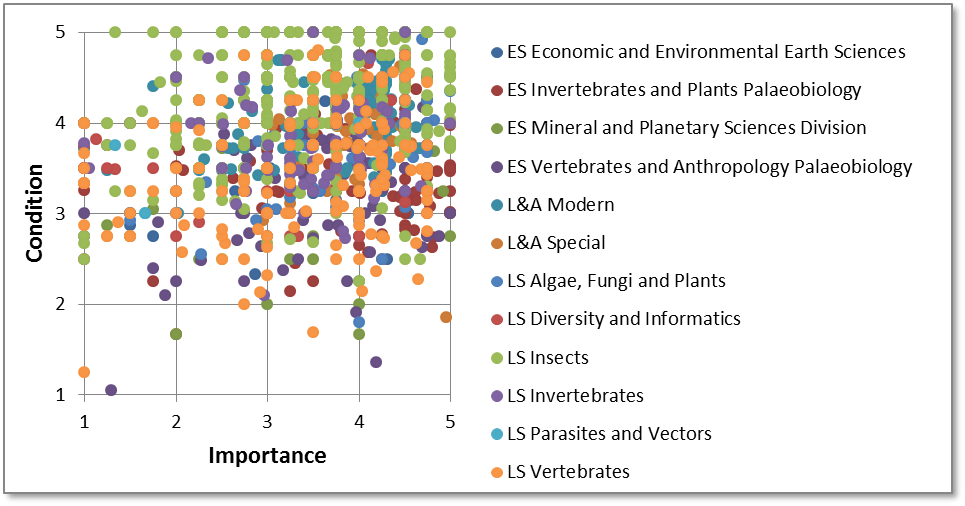 5
4
3
2
1
Condition
1 2 3 4 5
Importance
ES Economic and Environmental Earth Sciences
ES Invertebrates and Plants Palaeobiology
ES Mineral and Planetary Sciences Division
ES Vertebrates and Anthropology Palaeobiology
L&A Modern
L&A Special
LS Algae, Fungi and Plants
LS Diversity and Informatics
LS Insects
LS Invertebrates
LS Parasites and Vectors
LS Vertebrates